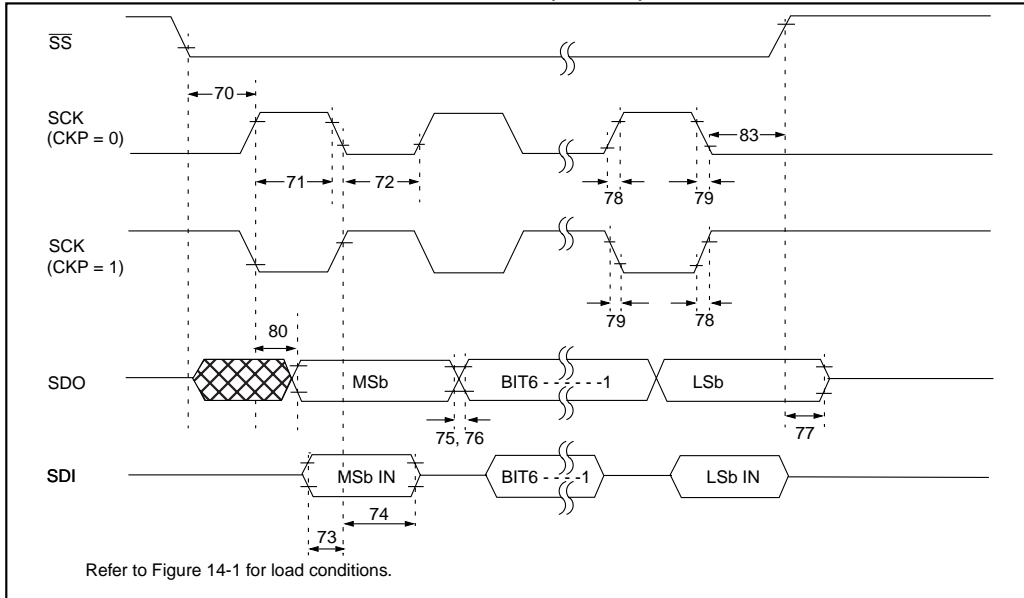 SS
70
SCK
(CKP = 0)
83
71
72
78
79
SCK
(CKP = 1)
79
78
80
SDO
MSb
BIT6 - - - - - -1
LSb
75, 76
77
SDI
MSb IN
BIT6 - - - -1
LSb IN
74
73
Refer to Figure 14-1 for load conditions.